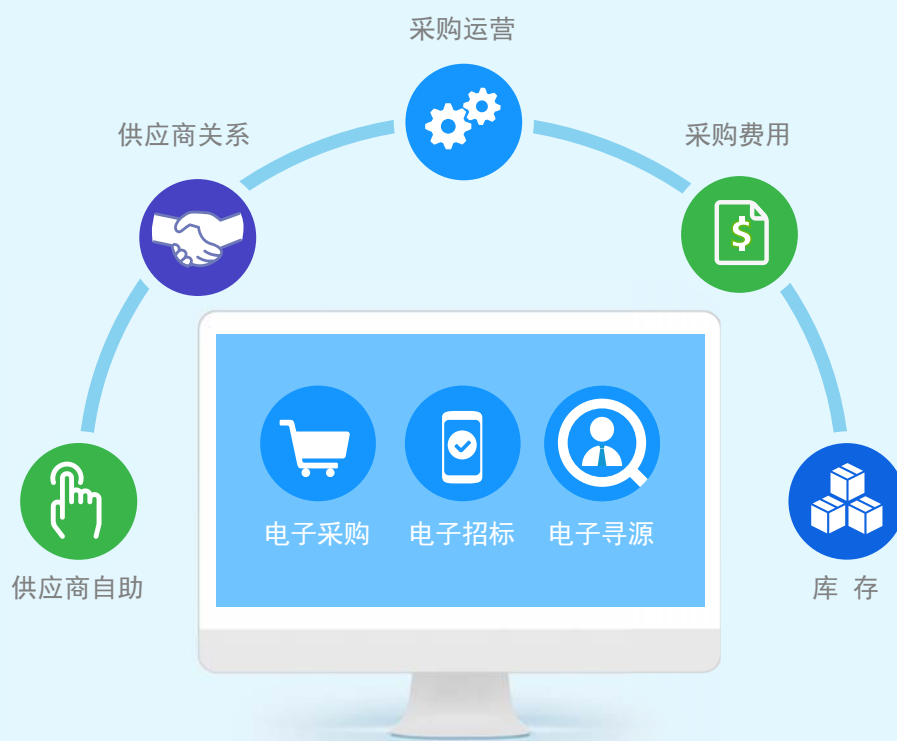 采购运营
供应商关系
采购费用
电子采购
电子招标
电子寻源
供应商自助
库 存